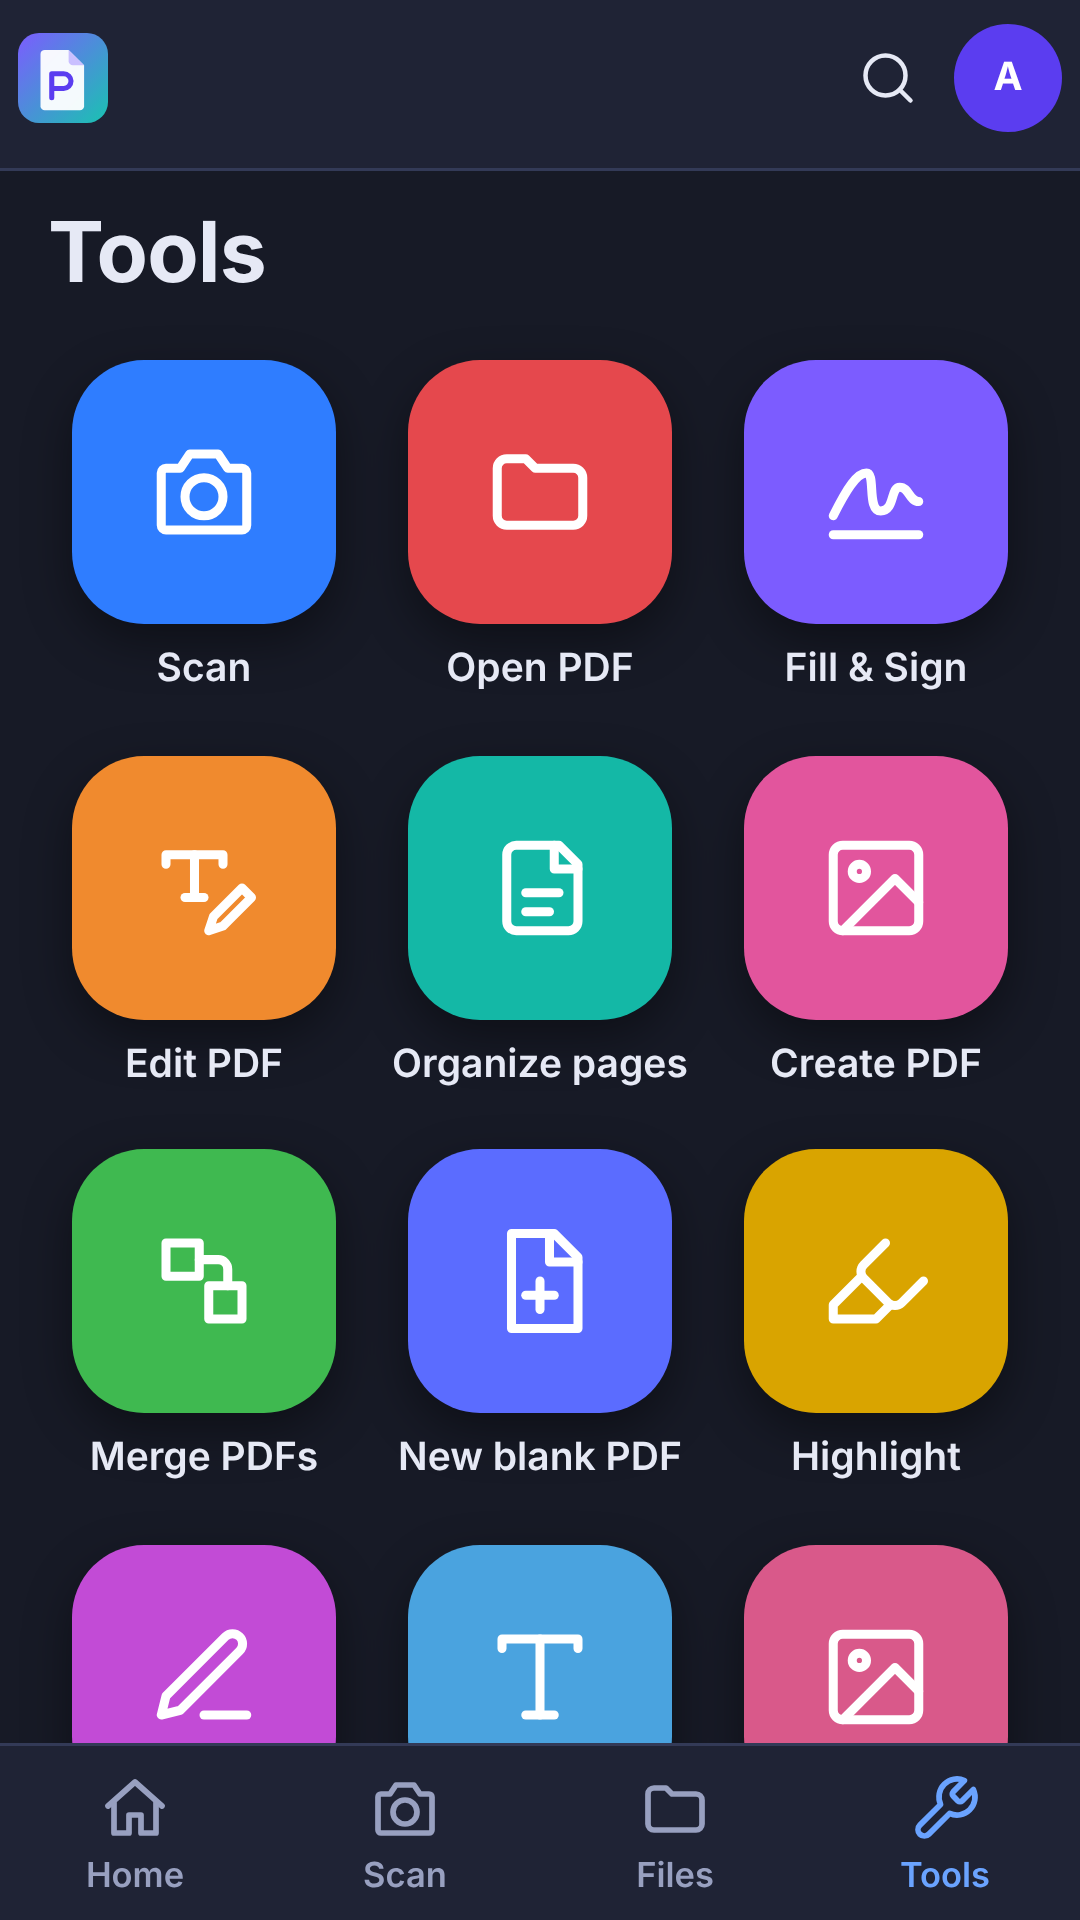 P
A
Tools
Scan
Open PDF
Fill & Sign
Edit PDF
Organize pages
Create PDF
Merge PDFs
New blank PDF
Highlight
Home
Scan
Files
Tools